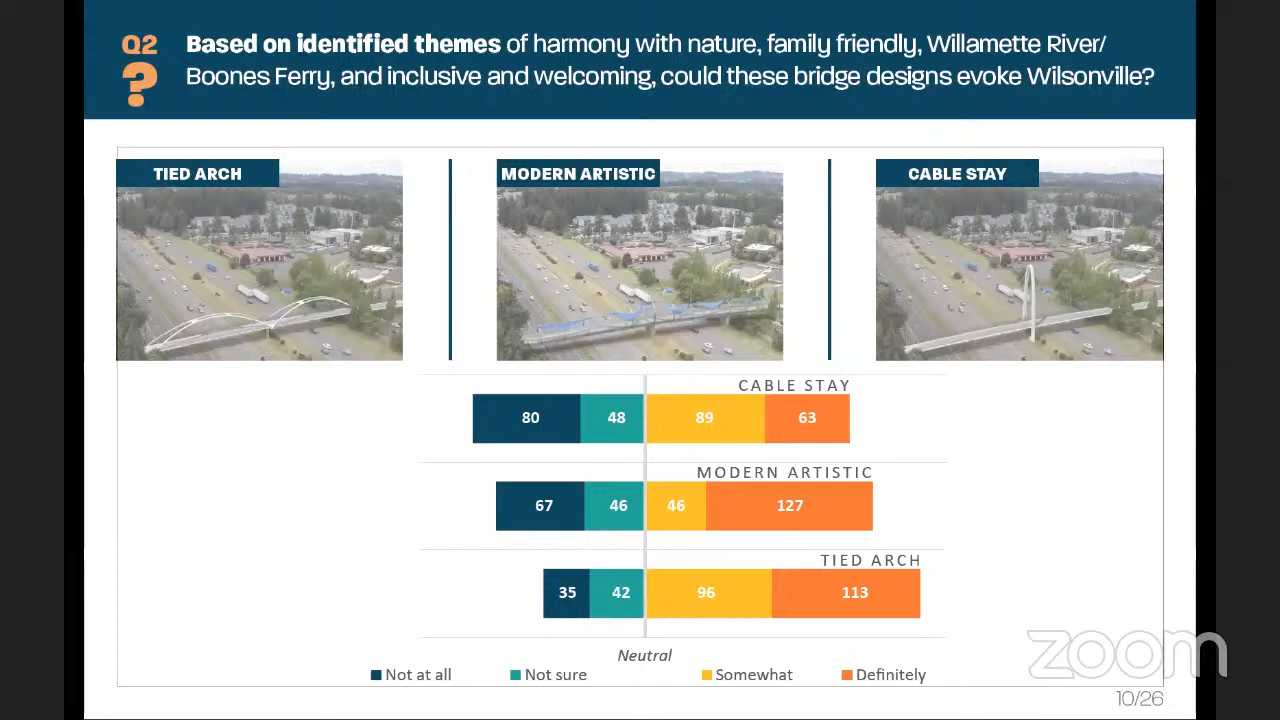 Q2
?
Based on identified themes of harmony with nature, family friendly, Willamette River/
Boones Ferry, and inclusive and welcoming, could these bridge designs evoke Wilsonville?
TIED ARCH
MODERN ARTISTIC
CABLE STAY
CABLE STAY
80 48 89 63
MODERN ARTISTIC
67 46 46 127
TIED ARCH
35 42 96 113
Neutral
Not at all Not sure Somewhat Definitely
zoom
10/26